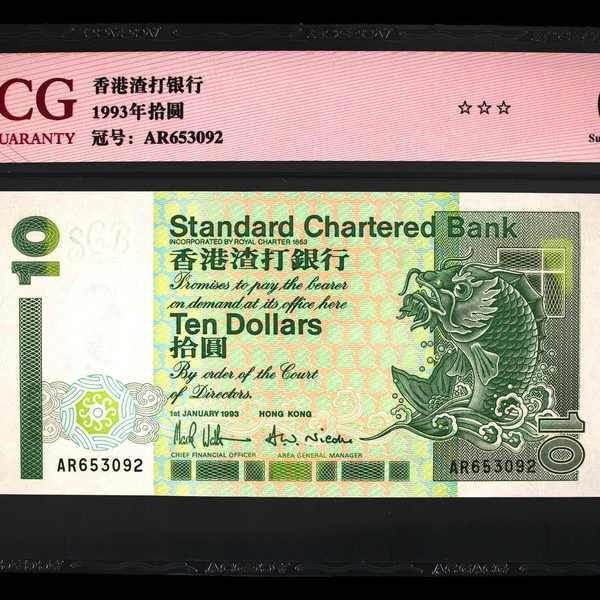 CG
UARANTY
香港渣打银行
1993年拾圆
冠号: AR653092
☆☆☆
Su
10
SCB
Standard Chartered Bank
INCORPORATED BY ROYAL CHARTER 1853
香港渣打銀行
Promises to pay the bearer
on demand at its office here
Ten Dollars
拾圓
By order of the Court
of Directors.
1st JANUARY 1993 HONG KONG
CHIEF FINANCIAL OFFICER AREA GENERAL MANAGER
AR653092
AR653092
10